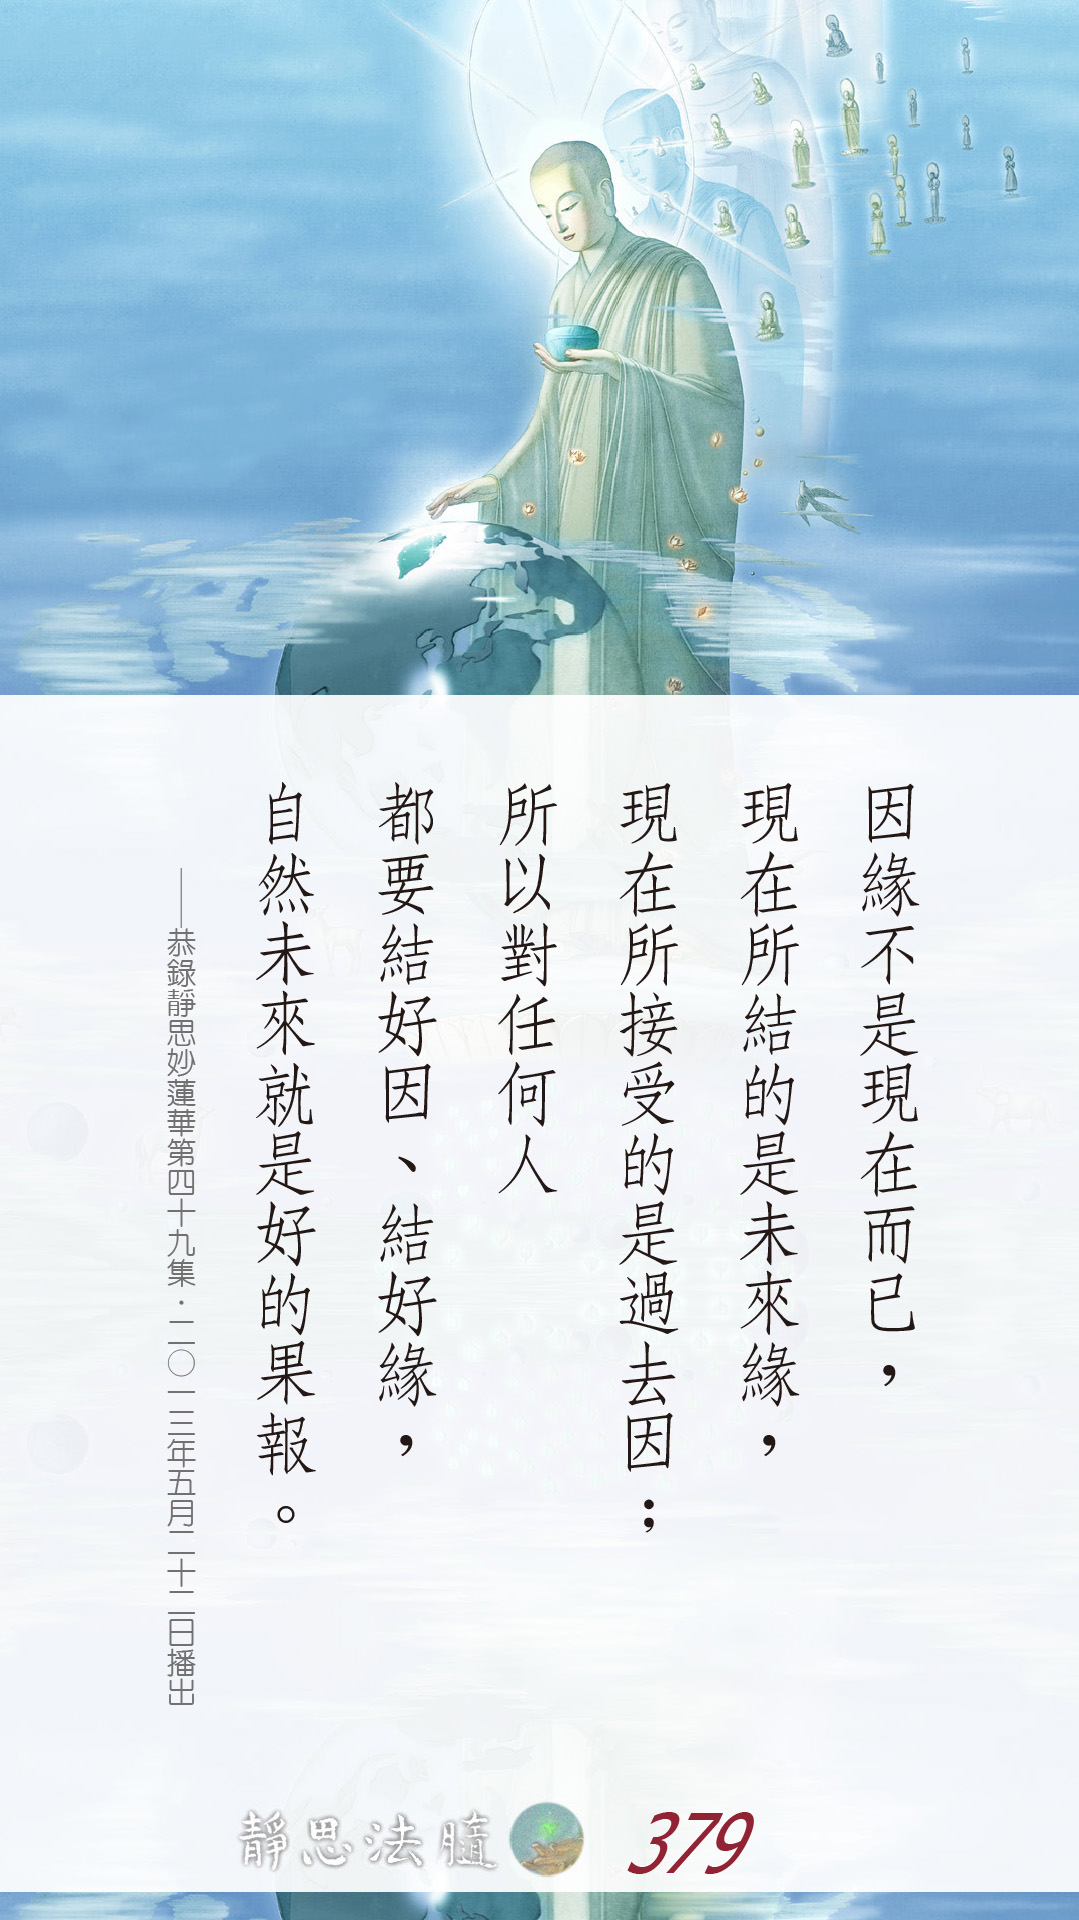 因緣不是現在而已，
現在所結的是未來緣，
現在所接受的是過去因；
所以對任何人
都要結好因、結好緣，
自然未來就是好的果報。
——恭錄靜思妙蓮華第四十九集．二〇一三年五月二十二日播出
靜思法髓
379